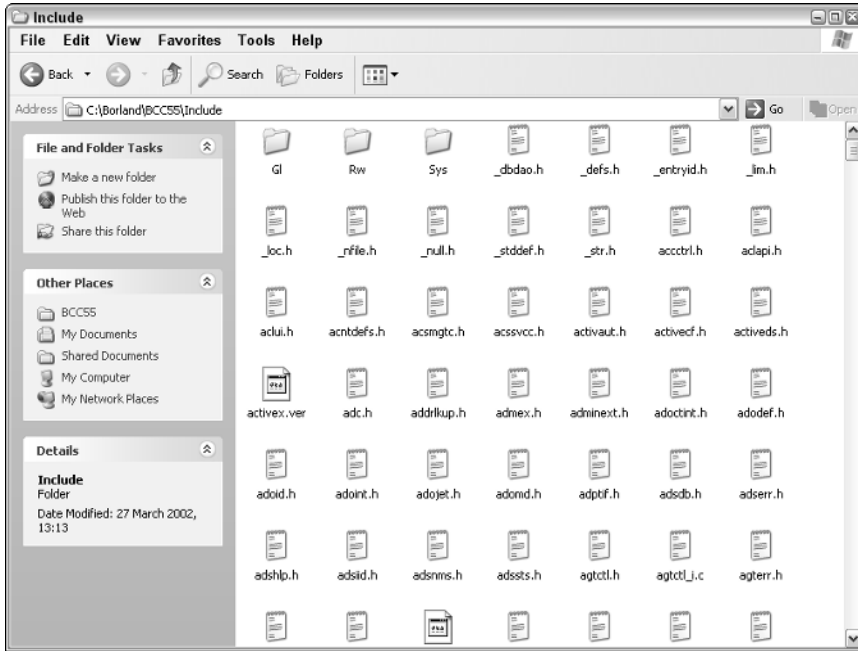 Include
File Edit View Favorites Tools Help
Back Search Folders
Address C:\Borland\BCC55\Include Go Open
File and Folder Tasks
Make a new folder
Publish this folder to the
Web
Share this folder
Other Places
BCC55
My Documents
Shared Documents
My Computer
My Network Places
Details
Include
Folder
Date Modified: 27 March 2002,
13:13
Gl Rw Sys _dbdao.h _defs.h _entryid.h _lim.h
_loc.h _nfile.h _null.h _stddef.h _str.h accctrl.h aclapi.h
aclui.h acntdefs.h acsmgtc.h acssvcc.h activaut.h activecf.h activeds.h
activex.ver adc.h addrlkup.h admex.h adminext.h adoctint.h adodef.h
adoid.h adoint.h adojet.h adomd.h adptif.h adsdb.h adserr.h
adshlp.h adsiid.h adsnms.h adssts.h agtctl.h agtctl_i.c agterr.h